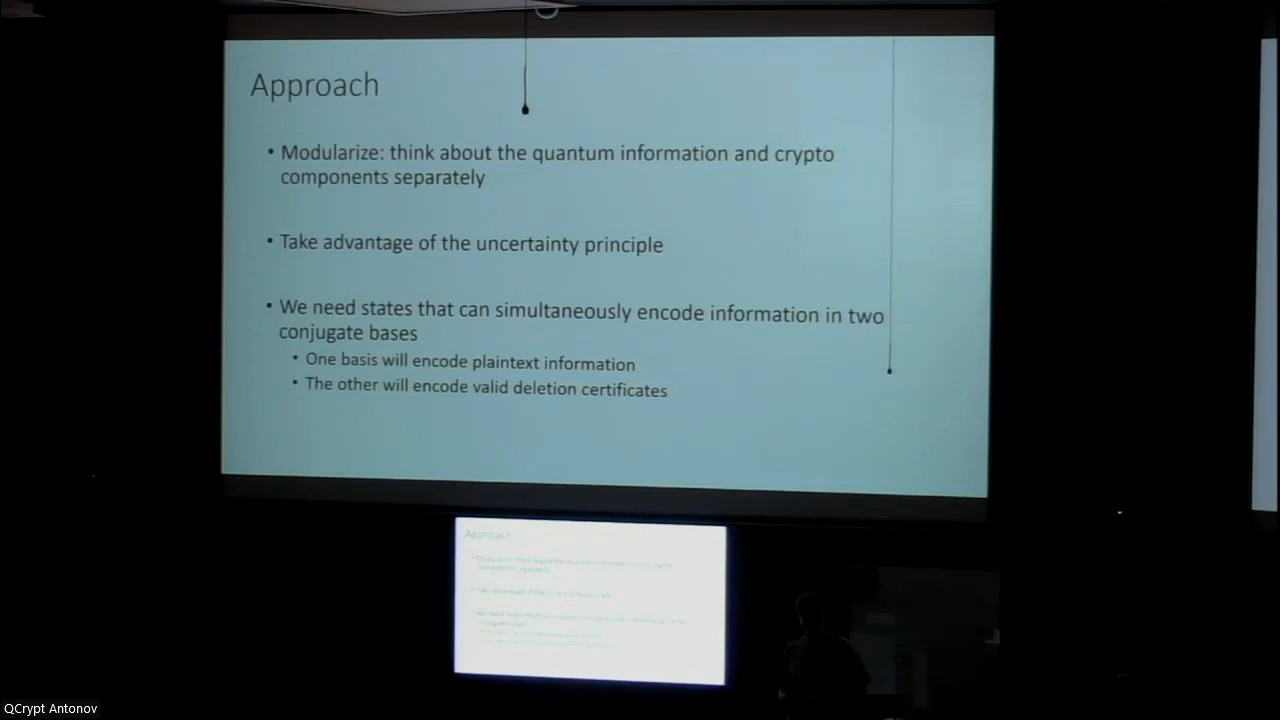 Approach
• Modularize: think about the quantum information and crypto
components separately
• Take advantage of the uncertainty principle
• We need states that can simultaneously encode information in two
conjugate bases
• One basis will encode plaintext information
• The other will encode valid deletion certificates
Approach
QCrypt Antonov